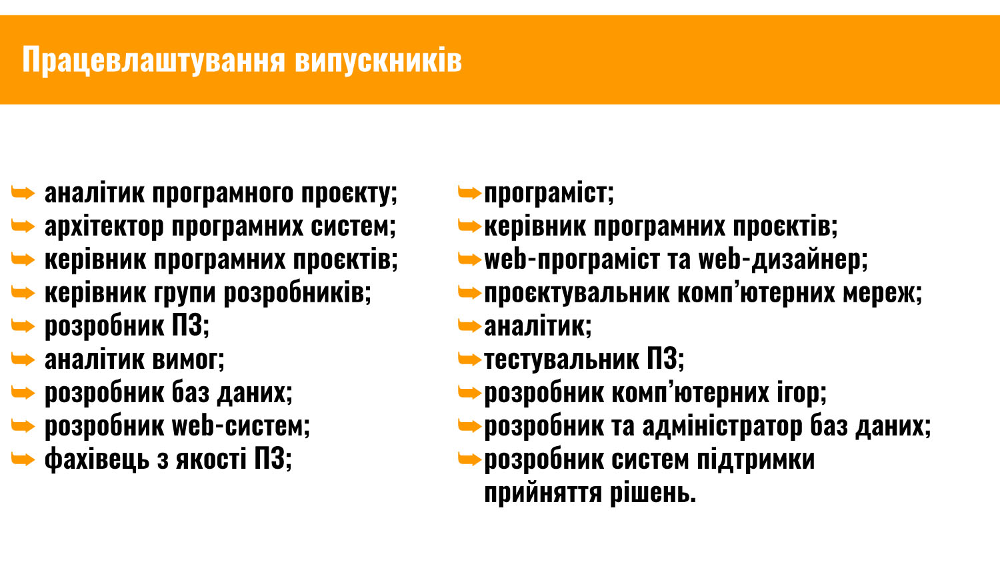 Працевлаштування випускників
аналітик програмного проєкту;
архітектор програмних систем;
керівник програмних проєктів;
керівник групи розробників;
розробник ПЗ;
аналітик вимог;
розробник баз даних;
розробник web-систем;
фахівець з якості ПЗ;
програміст;
керівник програмних проєктів;
web-програміст та web-дизайнер;
проєктувальник комп’ютерних мереж;
аналітик;
тестувальник ПЗ;
розробник комп’ютерних ігор;
розробник та адміністратор баз даних;
розробник систем підтримки
прийняття рішень.